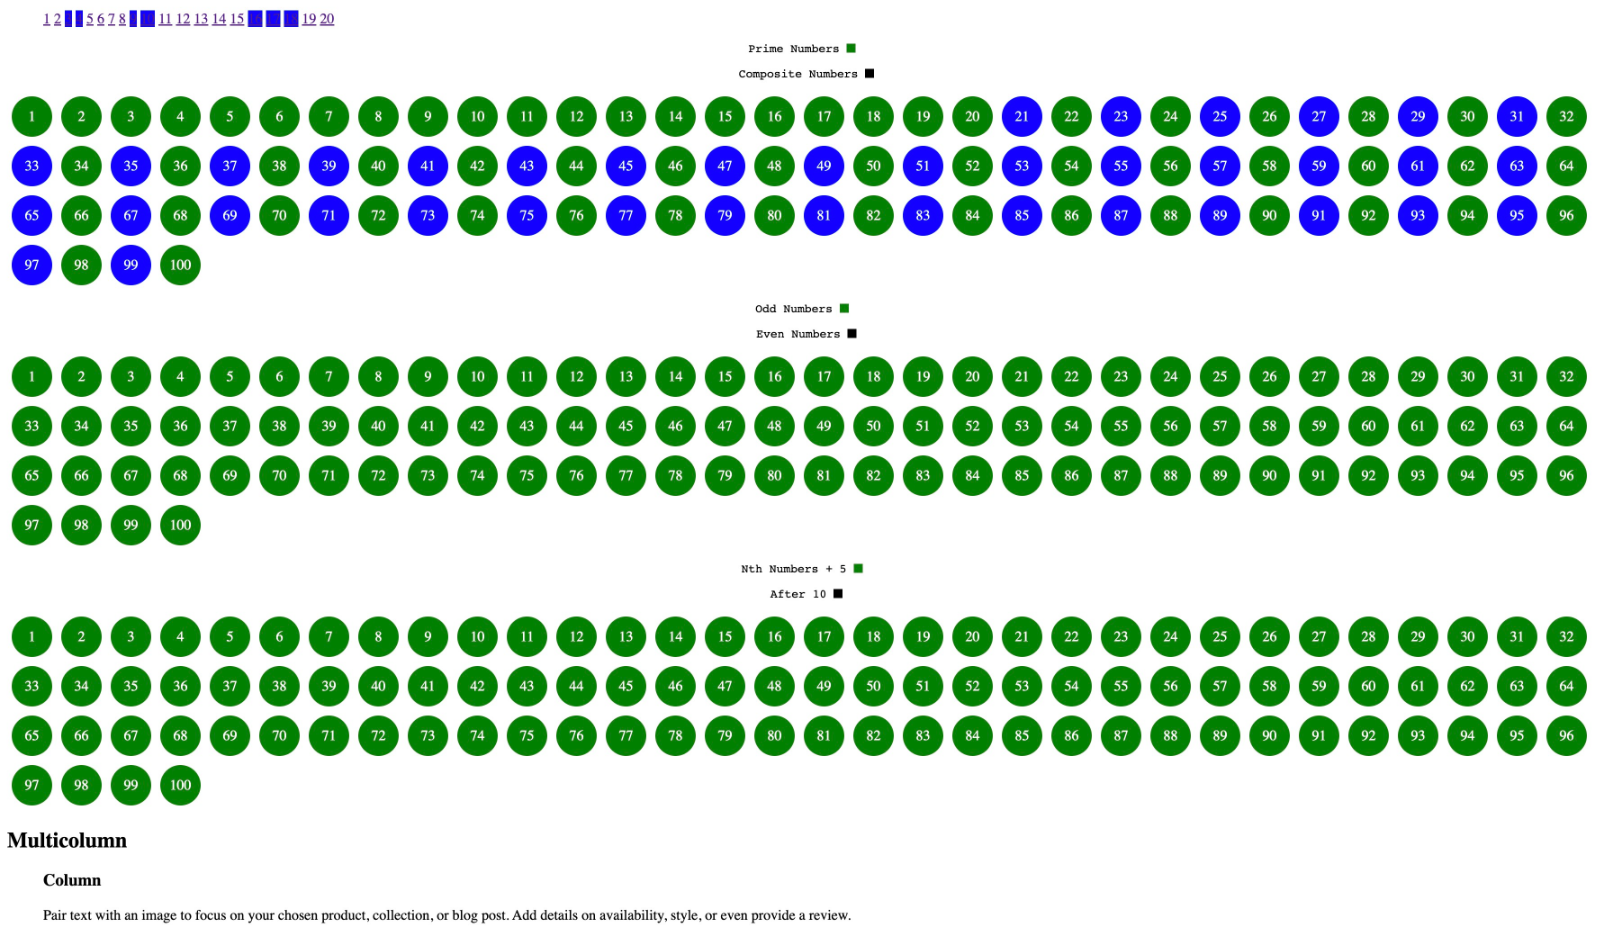 1 2 3 4 5 6 7 8 9 10 11 12 13 14 15 16 17 18 19 20
Prime Numbers
Composite Numbers
1 2 3 4 5 6 7 8 9 10 11 12 13 14 15 16 17 18 19 20 21 22 23 24 25 26 27 28 29 30 31 32
33 34 35 36 37 38 39 40 41 42 43 44 45 46 47 48 49 50 51 52 53 54 55 56 57 58 59 60 61 62 63 64
65 66 67 68 69 70 71 72 73 74 75 76 77 78 79 80 81 82 83 84 85 86 87 88 89 90 91 92 93 94 95 96
97 98 99 100
Odd Numbers
Even Numbers
1 2 3 4 5 6 7 8 9 10 11 12 13 14 15 16 17 18 19 20 21 22 23 24 25 26 27 28 29 30 31 32
33 34 35 36 37 38 39 40 41 42 43 44 45 46 47 48 49 50 51 52 53 54 55 56 57 58 59 60 61 62 63 64
65 66 67 68 69 70 71 72 73 74 75 76 77 78 79 80 81 82 83 84 85 86 87 88 89 90 91 92 93 94 95 96
97 98 99 100
Nth Numbers + 5
After 10
1 2 3 4 5 6 7 8 9 10 11 12 13 14 15 16 17 18 19 20 21 22 23 24 25 26 27 28 29 30 31 32
33 34 35 36 37 38 39 40 41 42 43 44 45 46 47 48 49 50 51 52 53 54 55 56 57 58 59 60 61 62 63 64
65 66 67 68 69 70 71 72 73 74 75 76 77 78 79 80 81 82 83 84 85 86 87 88 89 90 91 92 93 94 95 96
97 98 99 100
Multicolumn
Column
Pair text with an image to focus on your chosen product, collection, or blog post. Add details on availability, style, or even provide a review.